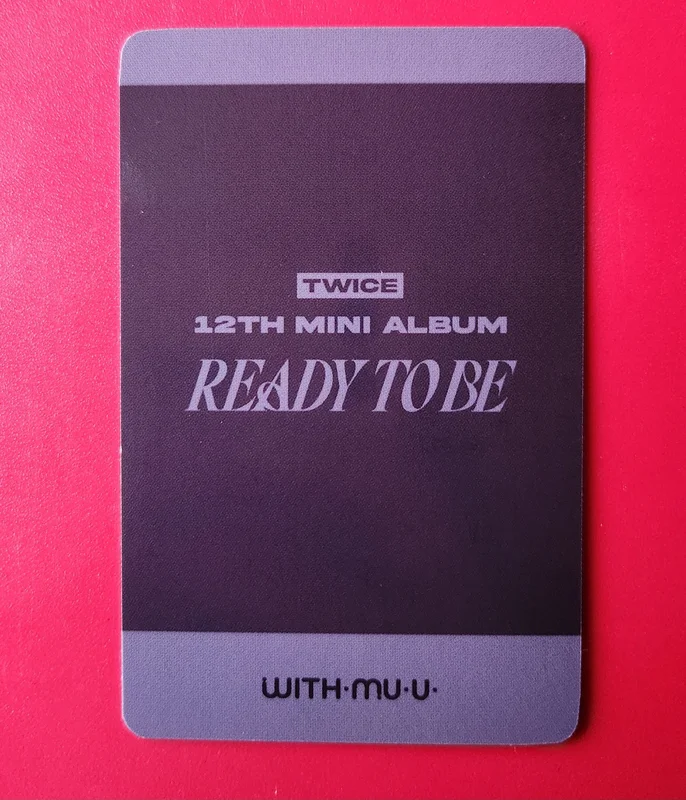 TWICE
12TH MINI ALBUM
READY TO BE
WITH·MU·U·